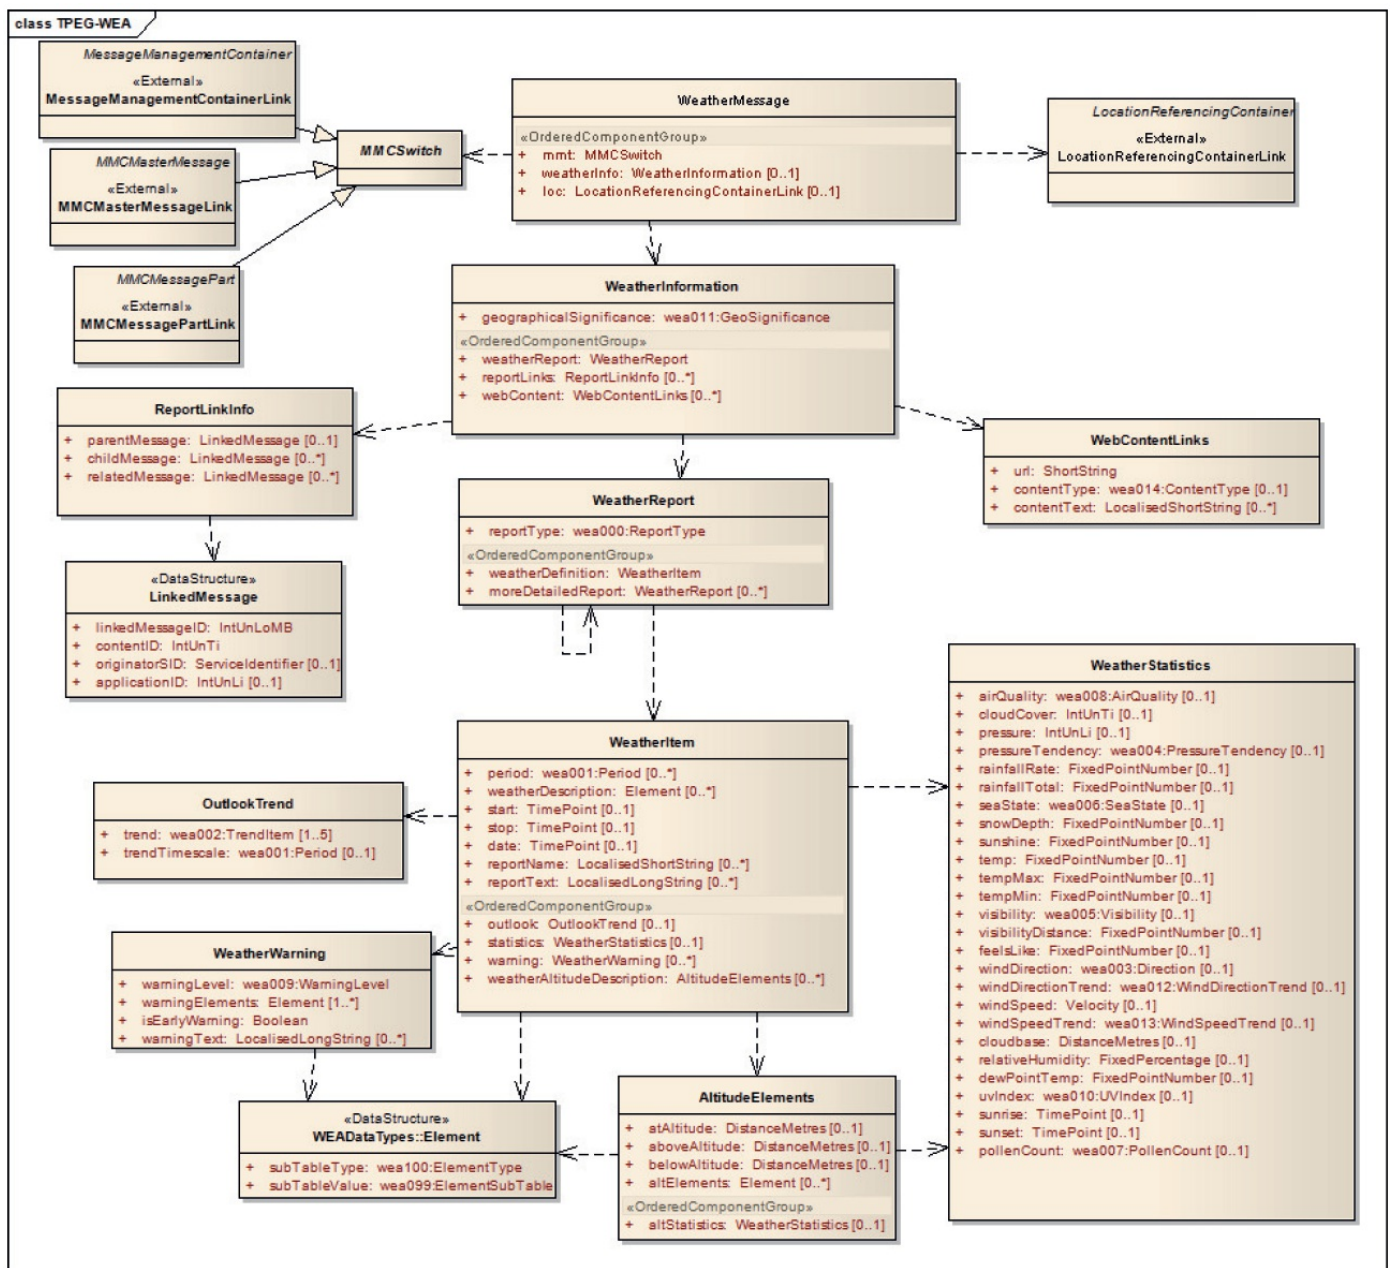 class TPEG-WEA
MessageManagementContainer
«External»
MessageManagementContainerLink
MMCMasterMessage
«External»
MMCMasterMessageLink
MMCMessagePart
«External»
MMCMessagePartLink
MMCSwitch
WeatherMessage
«OrderedComponentGroup»
+ mmt: MMCSwitch
+ weatherInfo: WeatherInformation [0..1]
+ loc: LocationReferencingContainerLink [0..1]
LocationReferencingContainer
«External»
LocationReferencingContainerLink
WeatherInformation
+ geographicalSignificance: wea011:GeoSignificance
«OrderedComponentGroup»
+ weatherReport: WeatherReport
+ reportLinks: ReportLinkInfo [0..*]
+ webContent: WebContentLinks [0..*]
ReportLinkInfo
+ parentMessage: LinkedMessage [0..1]
+ childMessage: LinkedMessage [0..*]
+ relatedMessage: LinkedMessage [0..*]
WebContentLinks
+ url: ShortString
+ contentType: wea014:ContentType [0..1]
+ contentText: LocalisedShortString [0..*]
WeatherReport
+ reportType: wea000:ReportType
«OrderedComponentGroup»
+ weatherDefinition: WeatherItem
+ moreDetailedReport: WeatherReport [0..*]
«DataStructure»
LinkedMessage
+ linkedMessageID: IntUnLoMB
+ contentID: IntUnTi
+ originatorSID: ServiceIdentifier [0..1]
+ applicationID: IntUnLi [0..1]
WeatherItem
+ period: wea001:Period [0..*]
+ weatherDescription: Element [0..*]
+ start: TimePoint [0..1]
+ stop: TimePoint [0..1]
+ date: TimePoint [0..1]
+ reportName: LocalisedShortString [0..*]
+ reportText: LocalisedLongString [0..*]
«OrderedComponentGroup»
+ outlook: OutlookTrend [0..1]
+ statistics: WeatherStatistics [0..1]
+ warning: WeatherWarning [0..*]
+ weatherAltitudeDescription: AltitudeElements [0..*]
OutlookTrend
+ trend: wea002:TrendItem [1..5]
+ trendTimescale: wea001:Period [0..1]
WeatherWarning
+ warningLevel: wea009:WarningLevel
+ warningElements: Element [1..*]
+ isEarlyWarning: Boolean
+ warningText: LocalisedLongString [0..*]
«DataStructure»
WEADataTypes::Element
+ subTableType: wea100:ElementType
+ subTableValue: wea099:ElementSubTable
AltitudeElements
+ atAltitude: DistanceMetres [0..1]
+ aboveAltitude: DistanceMetres [0..1]
+ belowAltitude: DistanceMetres [0..1]
+ altElements: Element [0..*]
«OrderedComponentGroup»
+ altStatistics: WeatherStatistics [0..1]
WeatherStatistics
+ airQuality: wea008:AirQuality [0..1]
+ cloudCover: IntUnTi [0..1]
+ pressure: IntUnLi [0..1]
+ pressureTendency: wea004:PressureTendency [0..1]
+ rainfallRate: FixedPointNumber [0..1]
+ rainfallTotal: FixedPointNumber [0..1]
+ seaState: wea006:SeaState [0..1]
+ snowDepth: FixedPointNumber [0..1]
+ sunshine: FixedPointNumber [0..1]
+ temp: FixedPointNumber [0..1]
+ tempMax: FixedPointNumber [0..1]
+ tempMin: FixedPointNumber [0..1]
+ visibility: wea005:Visibility [0..1]
+ visibilityDistance: FixedPointNumber [0..1]
+ feelsLike: FixedPointNumber [0..1]
+ windDirection: wea003:Direction [0..1]
+ windDirectionTrend: wea012:WindDirectionTrend [0..1]
+ windSpeed: Velocity [0..1]
+ windSpeedTrend: wea013:WindSpeedTrend [0..1]
+ cloudbase: DistanceMetres [0..1]
+ relativeHumidity: FixedPercentage [0..1]
+ dewPointTemp: FixedPointNumber [0..1]
+ uvIndex: wea010:UVIndex [0..1]
+ sunrise: TimePoint [0..1]
+ sunset: TimePoint [0..1]
+ pollenCount: wea007:PollenCount [0..1]